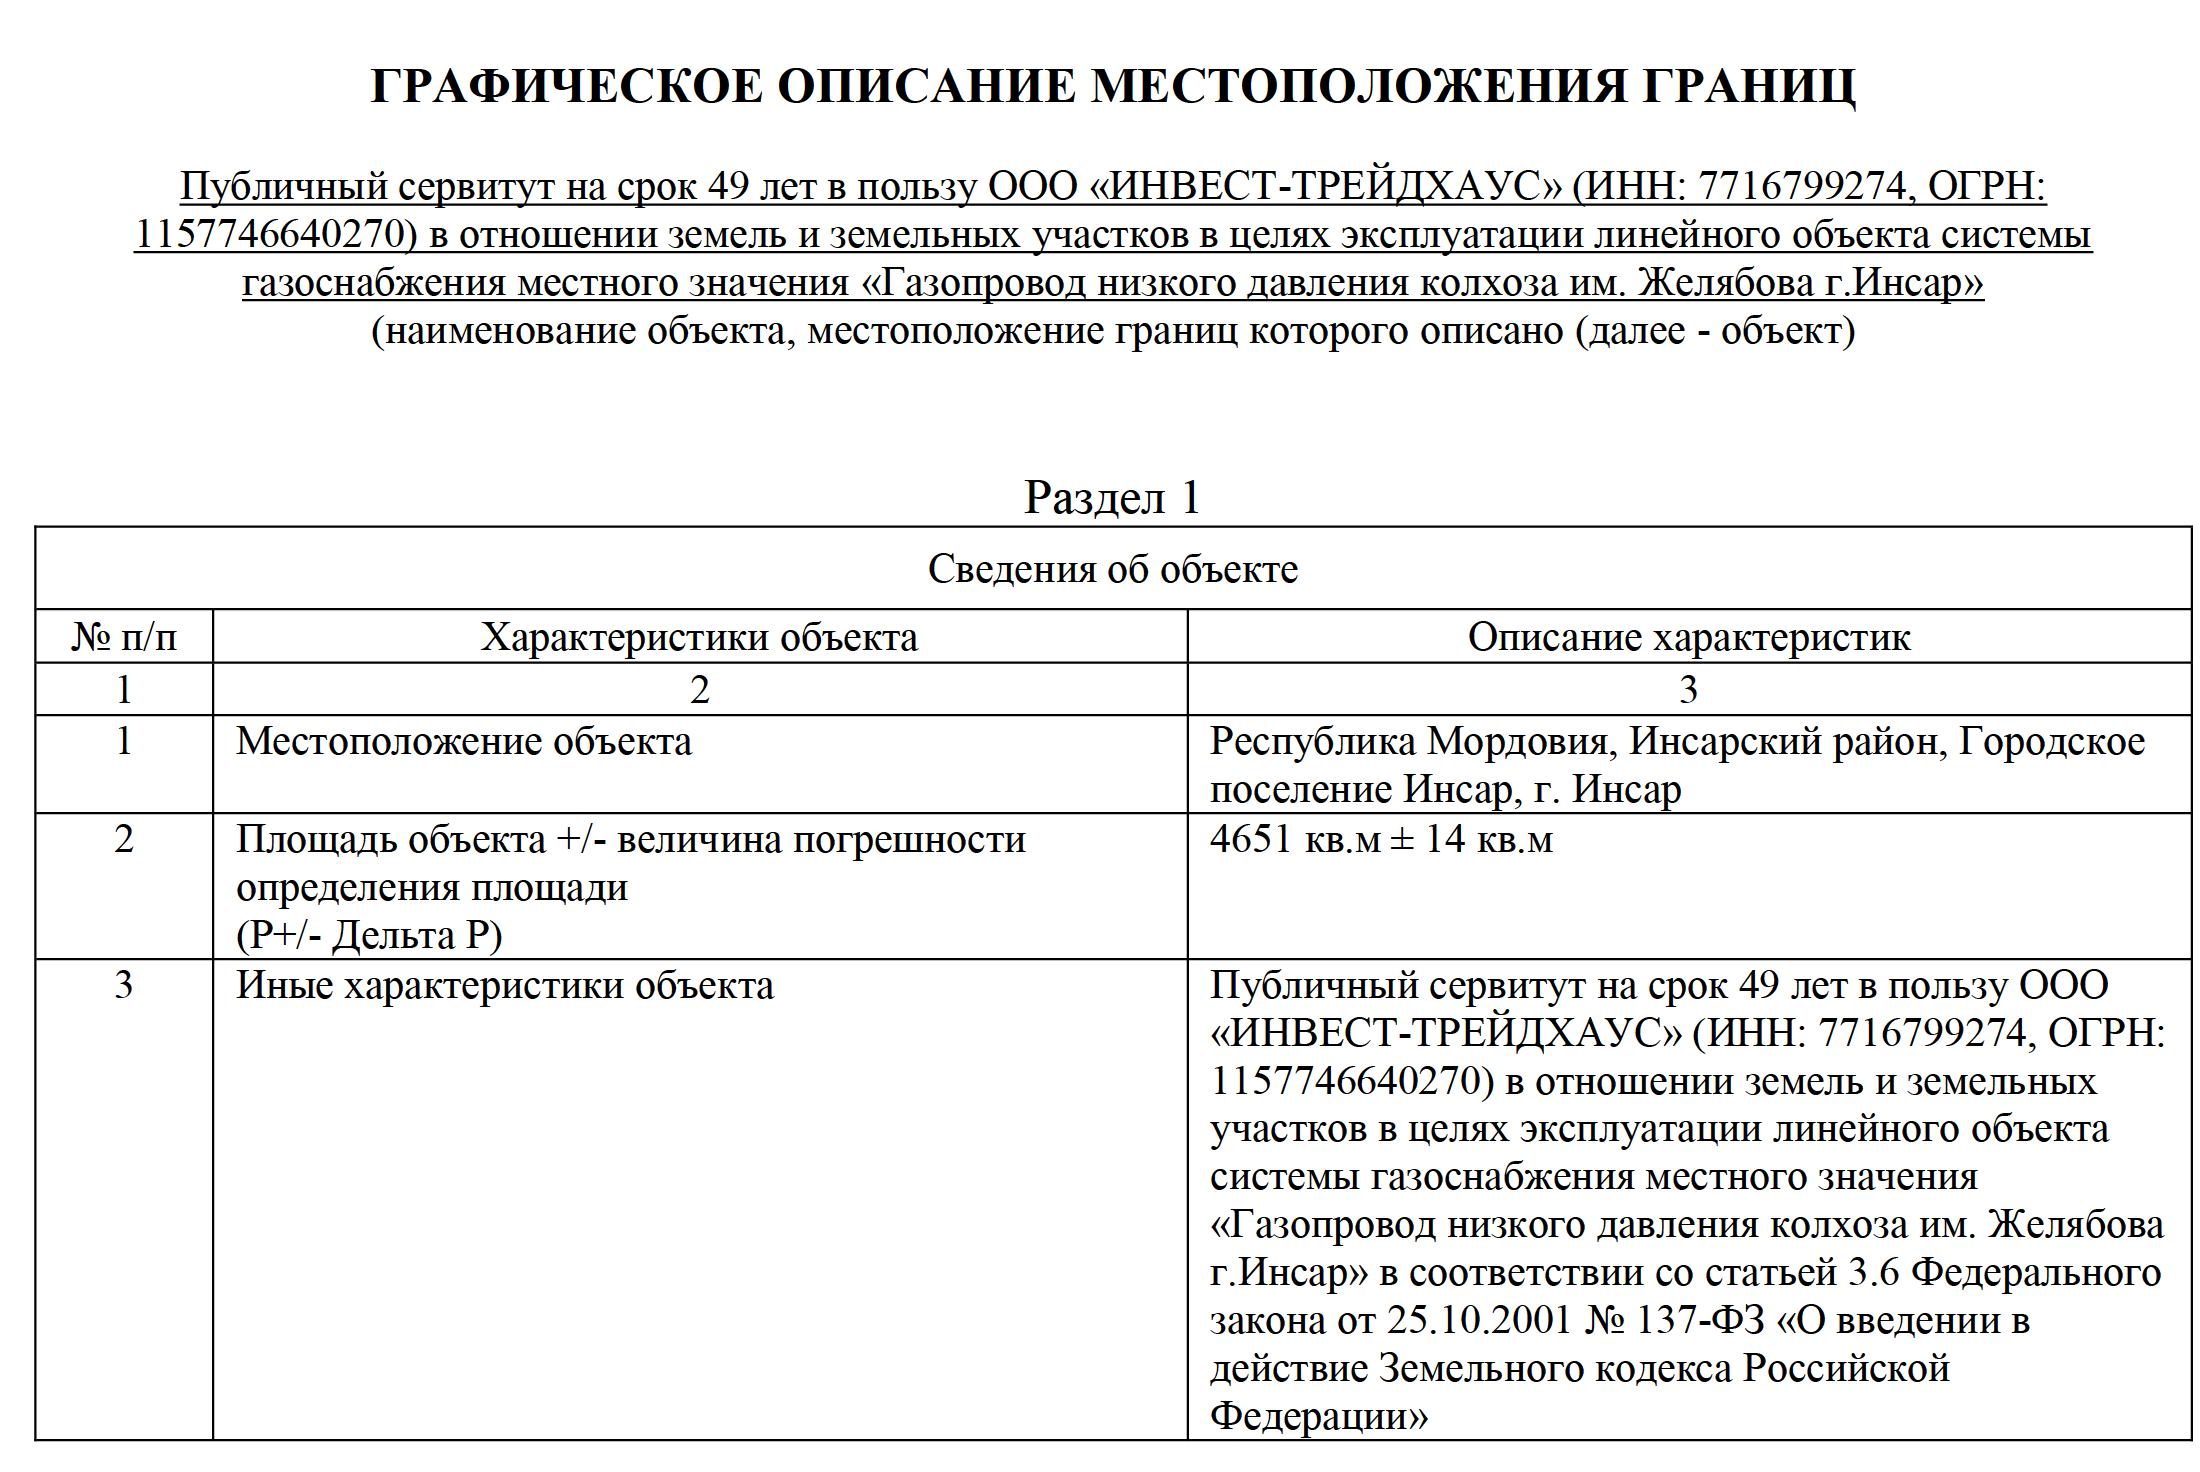 ГРАФИЧЕСКОЕ ОПИСАНИЕ МЕСТОПОЛОЖЕНИЯ ГРАНИЦ
Публичный сервитут на срок 49 лет в пользу ООО «ИНВЕСТ-ТРЕЙДХАУС» (ИНН: 7716799274, ОГРН:
1157746640270) в отношении земель и земельных участков в целях эксплуатации линейного объекта системы
газоснабжения местного значения «Газопровод низкого давления колхоза им. Желябова г.Инсар»
(наименование объекта, местоположение границ которого описано (далее - объект)
Раздел 1
Сведения об объекте
№ п/п Характеристики объекта Описание характеристик
1 2 3
1 Местоположение объекта Республика Мордовия, Инсарский район, Городское
поселение Инсар, г. Инсар
2 Площадь объекта +/- величина погрешности 4651 кв.м ± 14 кв.м
определения площади
(Р+/- Дельта Р)
3 Иные характеристики объекта Публичный сервитут на срок 49 лет в пользу ООО
«ИНВЕСТ-ТРЕЙДХАУС» (ИНН: 7716799274, ОГРН:
1157746640270) в отношении земель и земельных
участков в целях эксплуатации линейного объекта
системы газоснабжения местного значения
«Газопровод низкого давления колхоза им. Желябова
г.Инсар» в соответствии со статьей 3.6 Федерального
закона от 25.10.2001 № 137-ФЗ «О введении в
действие Земельного кодекса Российской
Федерации»